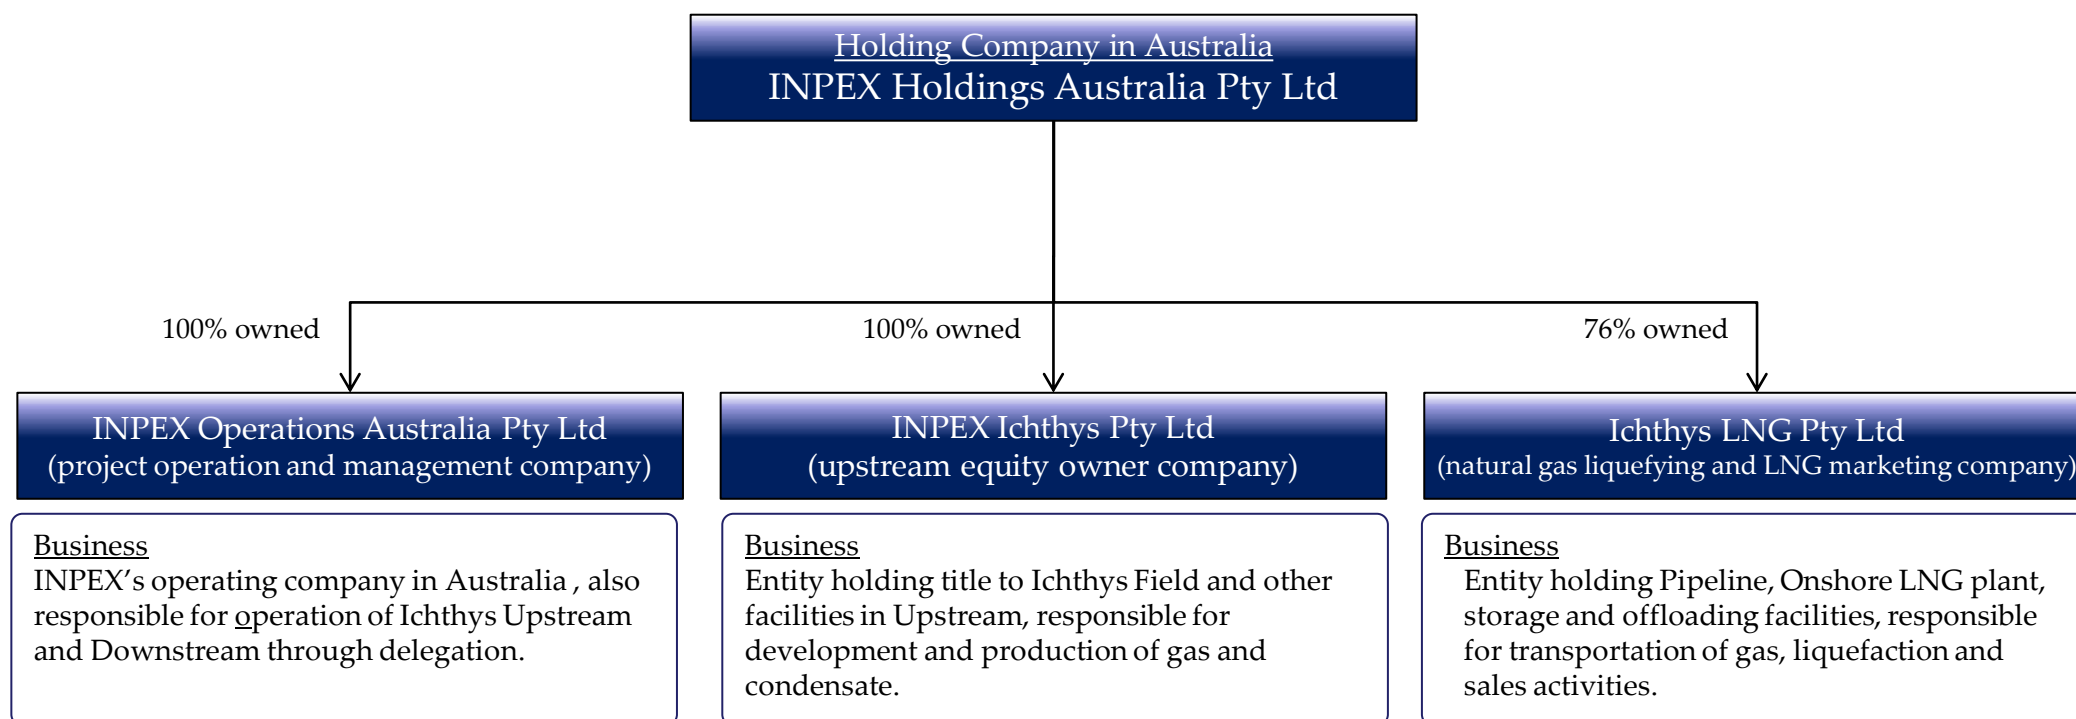 Holding Company in Australia
INPEX Holdings Australia Pty Ltd
100% owned
100% owned
76% owned
INPEX Operations Australia Pty Ltd
(project operation and management company)
INPEX Ichthys Pty Ltd
(upstream equity owner company)
Ichthys LNG Pty Ltd
(natural gas liquefying and LNG marketing company)
Business
INPEX’s operating company in Australia , also
responsible for operation of Ichthys Upstream
and Downstream through delegation.
Business
Entity holding title to Ichthys Field and other
facilities in Upstream, responsible for
development and production of gas and
condensate.
Business
Entity holding Pipeline, Onshore LNG plant,
storage and offloading facilities, responsible
for transportation of gas, liquefaction and
sales activities.